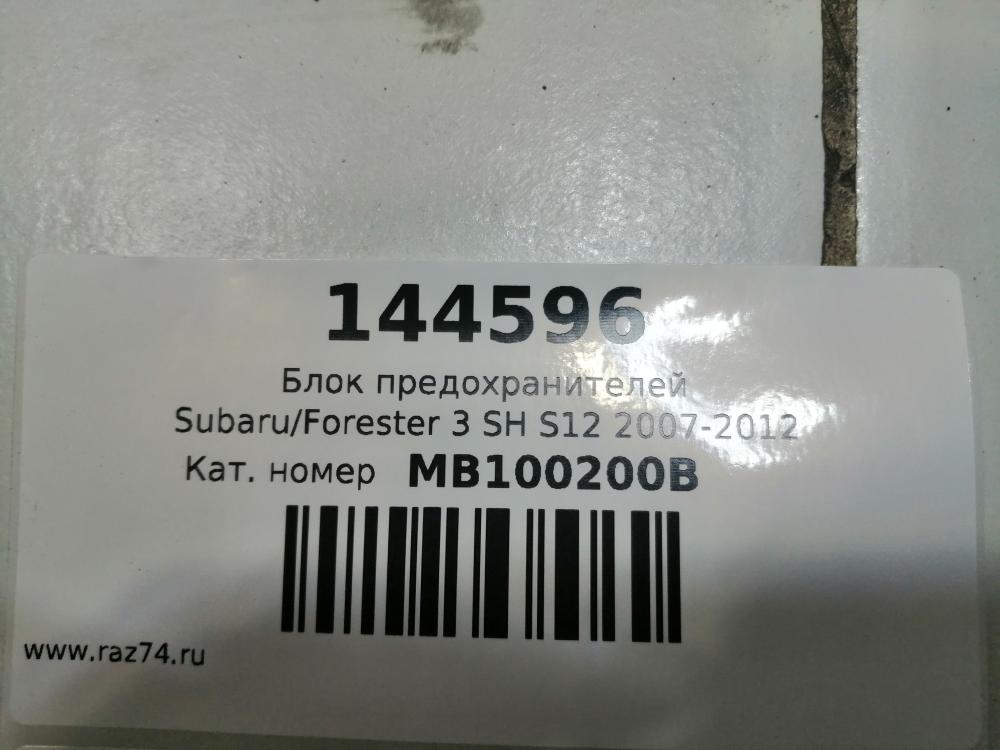 144596
Блок предохранителей
Subaru/Forester 3 SH S12 2007-2012
Кат. номер MB100200B
www.raz74.ru